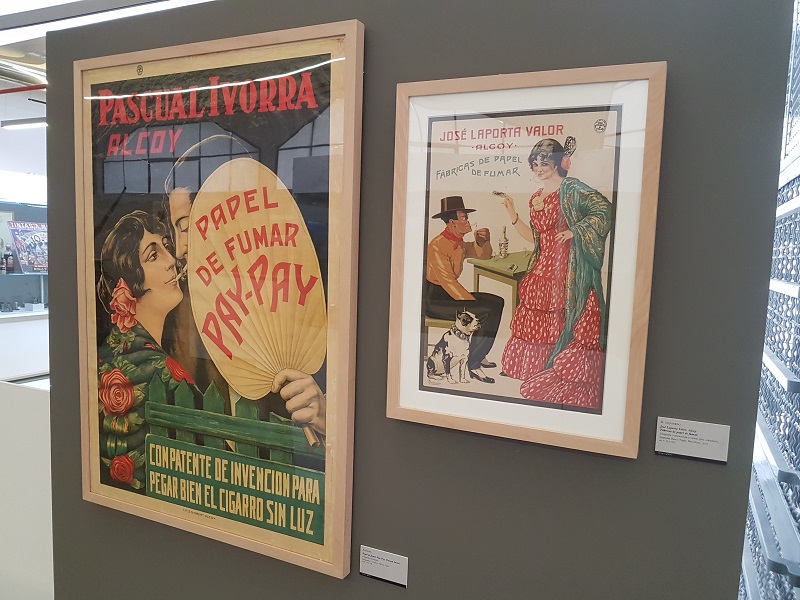 PASCUAL-IVORRA
ALCOY
PAPEL
DE FUMAR
PAY-PAY
CON PATENTE DE INVENCION PARA
PEGAR BIEN EL CIGARRO SIN LUZ
JOSÉ LAPORTA VALOR
·ALCOY·
FÁBRICAS DE PAPEL
DE FUMAR